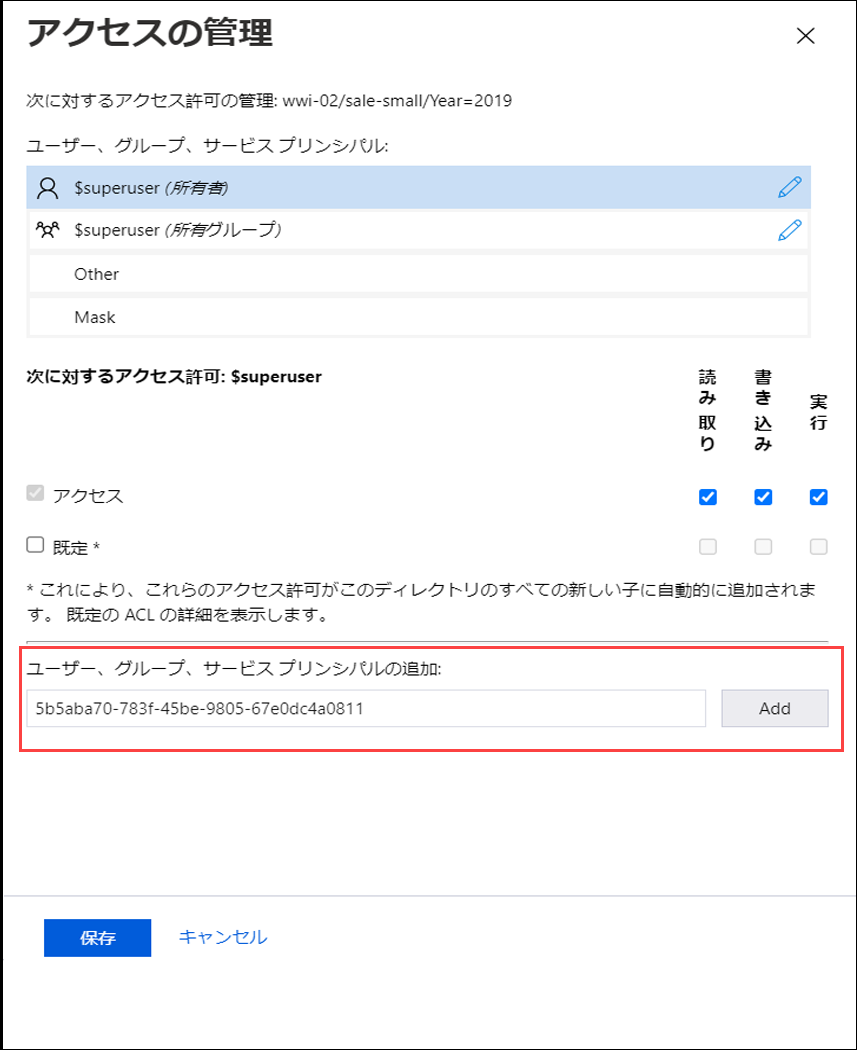 アクセスの管理
次に対するアクセス許可の管理: wwi-02/sale-small/Year=2019
ユーザー、グループ、サービス プリンシパル:
$superuser (所有者)
$superuser (所有グループ)
Other
Mask
次に対するアクセス許可: $superuser
読み取り
書き込み
実行
アクセス
既定 *
* これにより、これらのアクセス許可がこのディレクトリのすべての新しい子に自動的に追加されま
す。 既定の ACL の詳細を表示します。
ユーザー、グループ、サービス プリンシパルの追加:
5b5aba70-783f-45be-9805-67e0dc4a0811
Add
保存
キャンセル